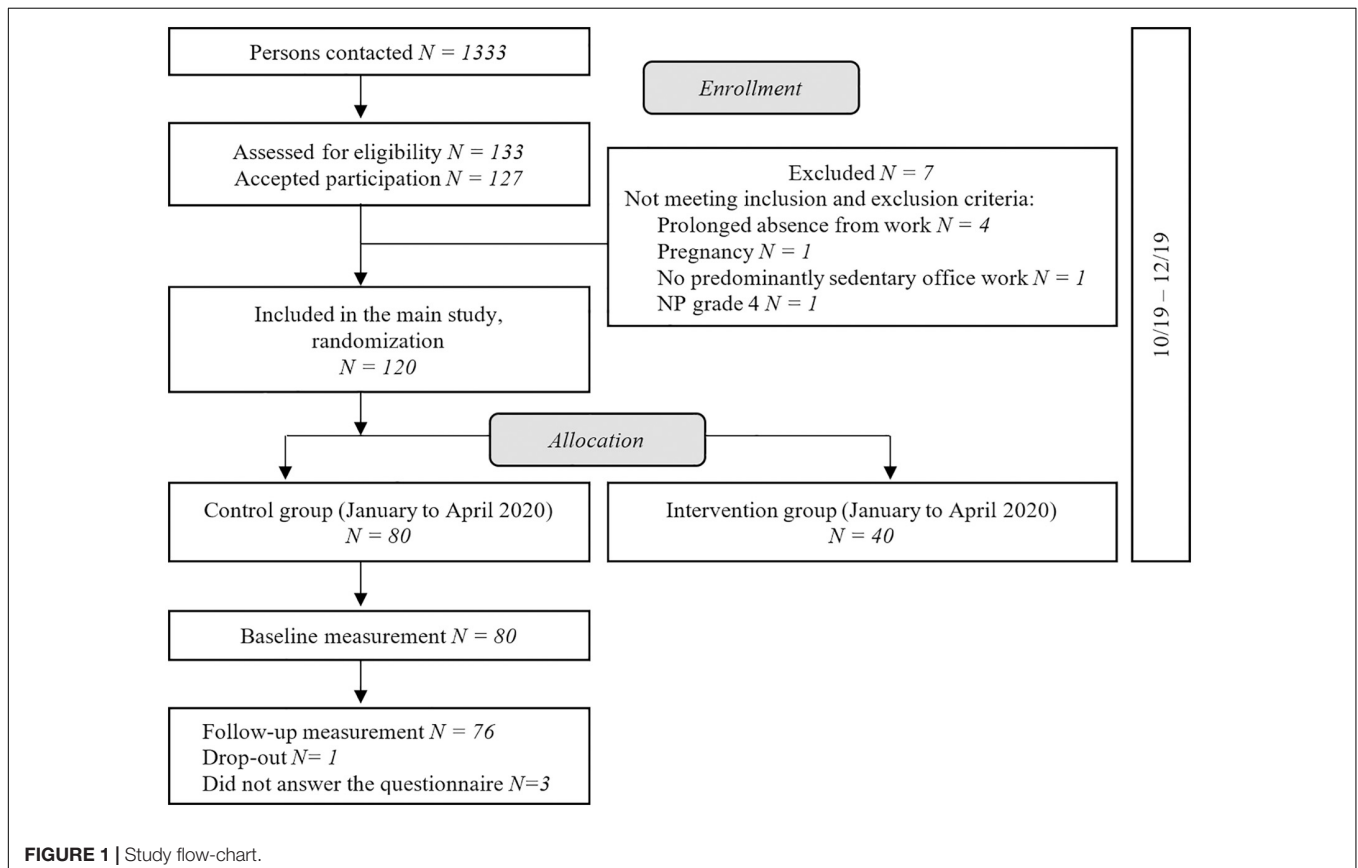 Persons contacted N = 1333
Enrollment
Assessed for eligibility N = 133
Accepted participation N = 127
Excluded N = 7
Not meeting inclusion and exclusion criteria:
Prolonged absence from work N = 4
Pregnancy N = 1
No predominantly sedentary office work N = 1
NP grade 4 N = 1
Included in the main study,
randomization
N = 120
10/19 – 12/19
Allocation
Control group (January to April 2020)
N = 80
Intervention group (January to April 2020)
N = 40
Baseline measurement N = 80
Follow-up measurement N = 76
Drop-out N= 1
Did not answer the questionnaire N=3
FIGURE 1 | Study flow-chart.